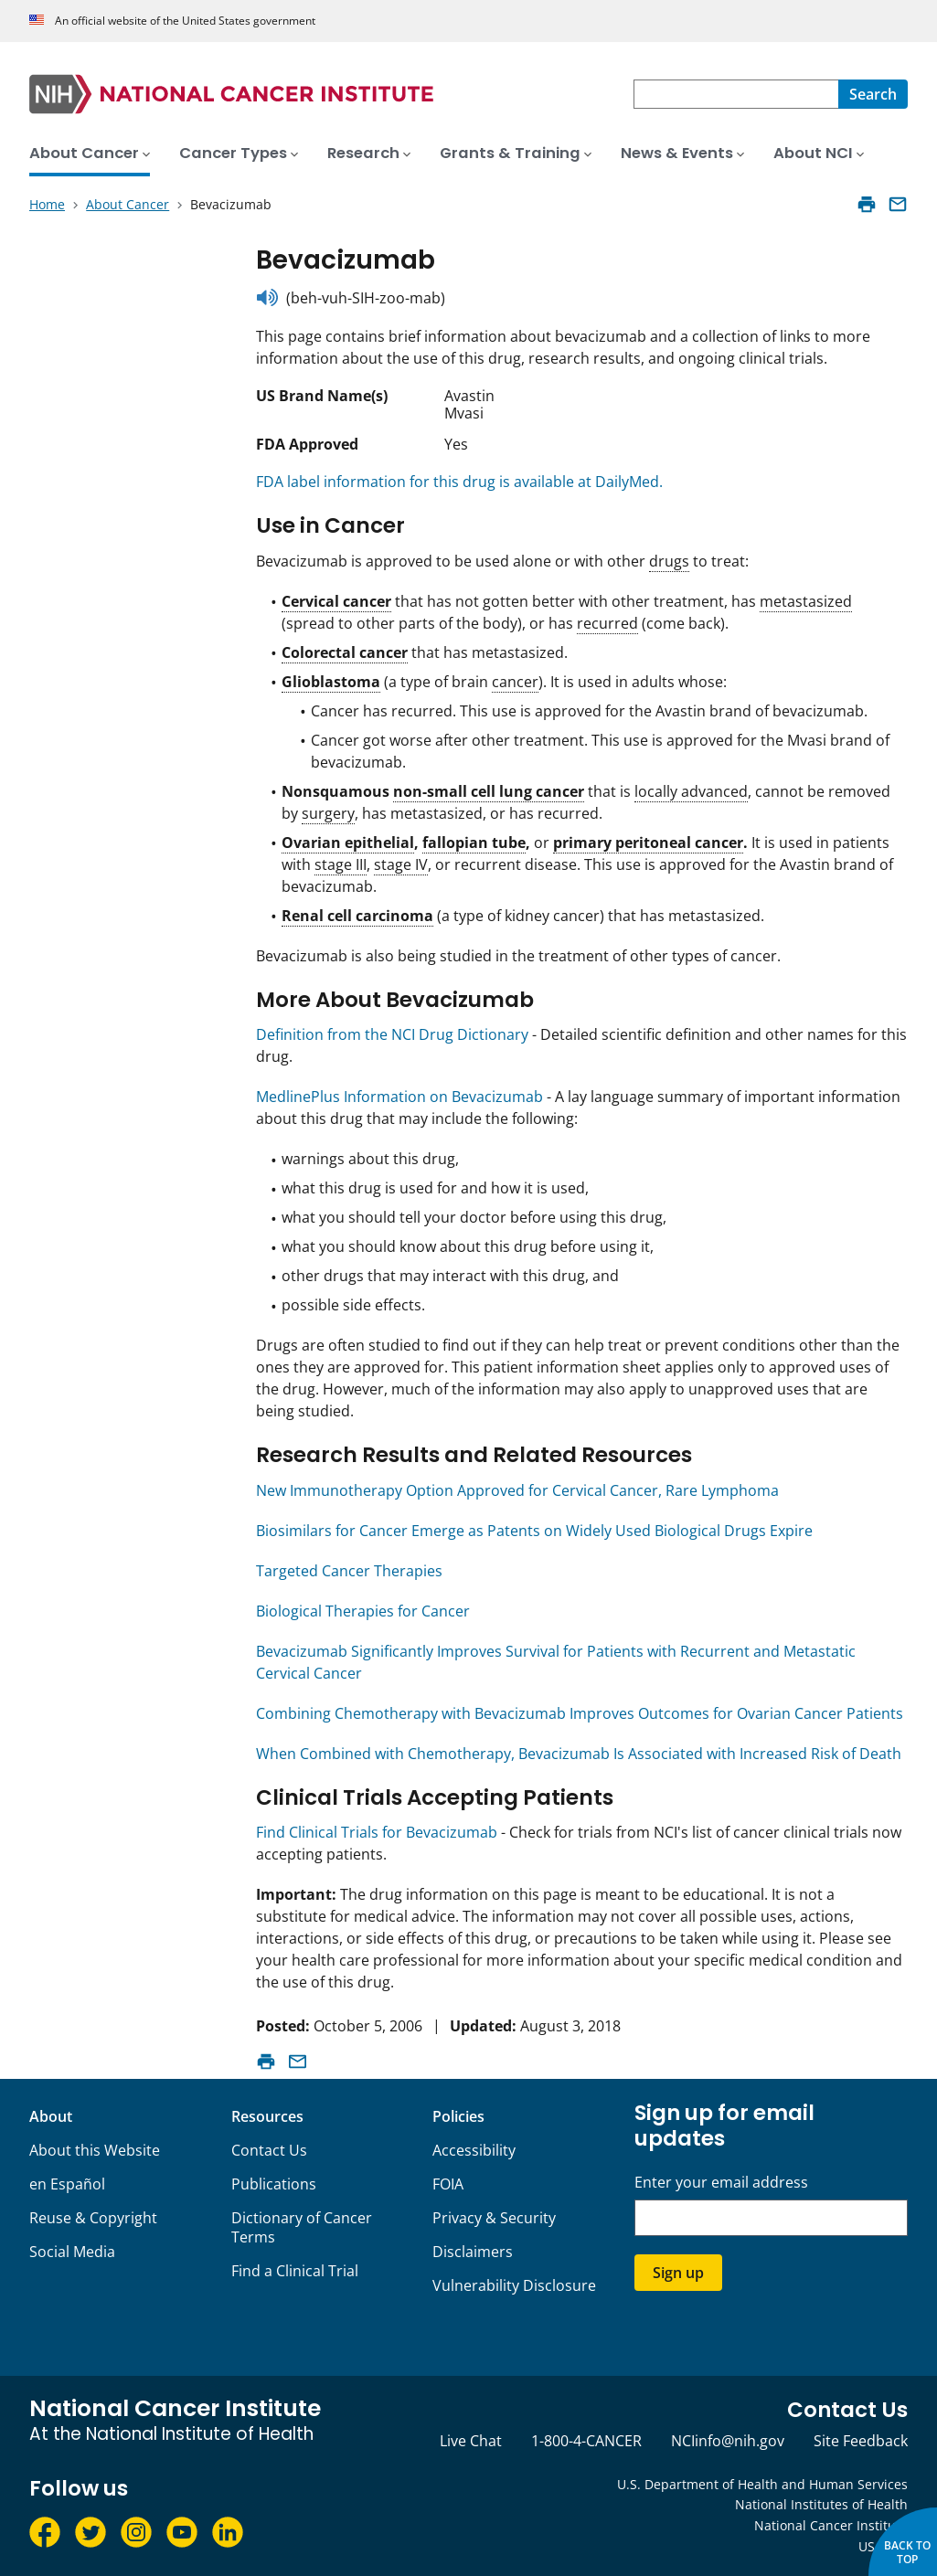 An official website of the United States government
NIH NATIONAL CANCER INSTITUTE
Search
About Cancer Cancer Types Research Grants & Training News & Events About NCI
Home > About Cancer > Bevacizumab
Bevacizumab
(beh-vuh-SIH-zoo-mab)
This page contains brief information about bevacizumab and a collection of links to more
information about the use of this drug, research results, and ongoing clinical trials.
US Brand Name(s) Avastin
Mvasi
FDA Approved Yes
FDA label information for this drug is available at DailyMed.
Use in Cancer
Bevacizumab is approved to be used alone or with other drugs to treat:
• Cervical cancer that has not gotten better with other treatment, has metastasized
(spread to other parts of the body), or has recurred (come back).
• Colorectal cancer that has metastasized.
• Glioblastoma (a type of brain cancer). It is used in adults whose:
• Cancer has recurred. This use is approved for the Avastin brand of bevacizumab.
• Cancer got worse after other treatment. This use is approved for the Mvasi brand of
bevacizumab.
• Nonsquamous non-small cell lung cancer that is locally advanced, cannot be removed
by surgery, has metastasized, or has recurred.
• Ovarian epithelial, fallopian tube, or primary peritoneal cancer. It is used in patients
with stage III, stage IV, or recurrent disease. This use is approved for the Avastin brand of
bevacizumab.
• Renal cell carcinoma (a type of kidney cancer) that has metastasized.
Bevacizumab is also being studied in the treatment of other types of cancer.
More About Bevacizumab
Definition from the NCI Drug Dictionary - Detailed scientific definition and other names for this
drug.
MedlinePlus Information on Bevacizumab - A lay language summary of important information
about this drug that may include the following:
• warnings about this drug,
• what this drug is used for and how it is used,
• what you should tell your doctor before using this drug,
• what you should know about this drug before using it,
• other drugs that may interact with this drug, and
• possible side effects.
Drugs are often studied to find out if they can help treat or prevent conditions other than the
ones they are approved for. This patient information sheet applies only to approved uses of
the drug. However, much of the information may also apply to unapproved uses that are
being studied.
Research Results and Related Resources
New Immunotherapy Option Approved for Cervical Cancer, Rare Lymphoma
Biosimilars for Cancer Emerge as Patents on Widely Used Biological Drugs Expire
Targeted Cancer Therapies
Biological Therapies for Cancer
Bevacizumab Significantly Improves Survival for Patients with Recurrent and Metastatic
Cervical Cancer
Combining Chemotherapy with Bevacizumab Improves Outcomes for Ovarian Cancer Patients
When Combined with Chemotherapy, Bevacizumab Is Associated with Increased Risk of Death
Clinical Trials Accepting Patients
Find Clinical Trials for Bevacizumab - Check for trials from NCI's list of cancer clinical trials now
accepting patients.
Important: The drug information on this page is meant to be educational. It is not a
substitute for medical advice. The information may not cover all possible uses, actions,
interactions, or side effects of this drug, or precautions to be taken while using it. Please see
your health care professional for more information about your specific medical condition and
the use of this drug.
Posted: October 5, 2006 | Updated: August 3, 2018
About
About this Website
en Español
Reuse & Copyright
Social Media
Resources
Contact Us
Publications
Dictionary of Cancer
Terms
Find a Clinical Trial
Policies
Accessibility
FOIA
Privacy & Security
Disclaimers
Vulnerability Disclosure
Sign up for email
updates
Enter your email address
Sign up
National Cancer Institute
At the National Institute of Health
Follow us
Contact Us
Live Chat 1-800-4-CANCER NCIinfo@nih.gov Site Feedback
U.S. Department of Health and Human Services
National Institutes of Health
National Cancer
BACK TO
TOP